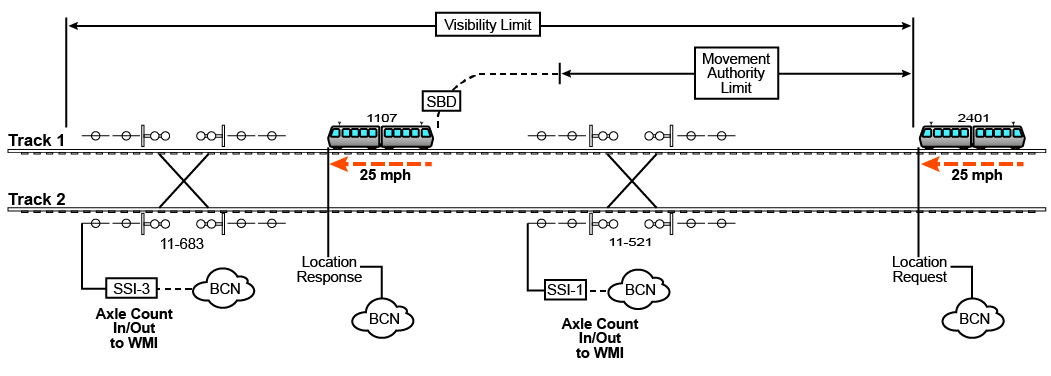 Visibility Limit
Movement
Authority
Limit
SBD
1107
2401
Track 1
25 mph
25 mph
Track 2
11-683
11-521
Location
Response
Location
Request
SSI-3
BCN
SSI-1
BCN
BCN
BCN
Axle Count
In/Out
to WMI
Axle Count
In/Out
to WMI